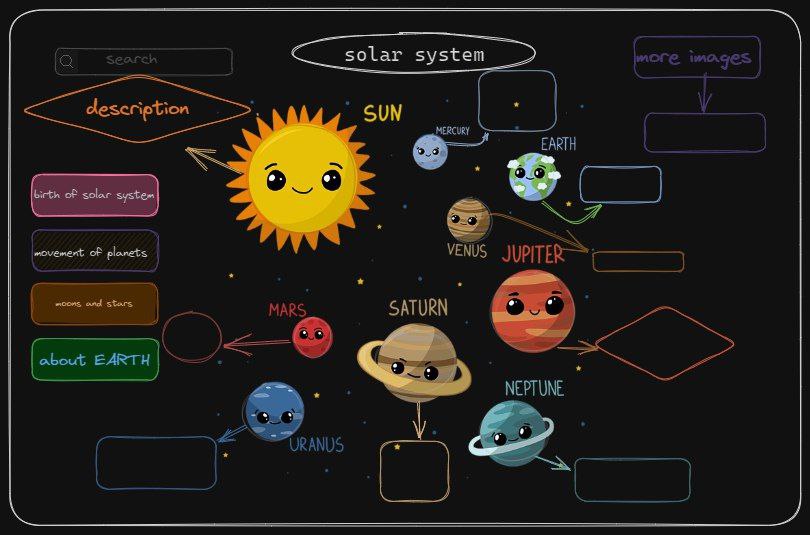 solar system
Search
more images
description
SUN
MERCURY
EARTH
birth of solar system
movement of planets
VENUS
JUPITER
moons and stars
MARS
SATURN
about EARTH
NEPTUNE
URANUS